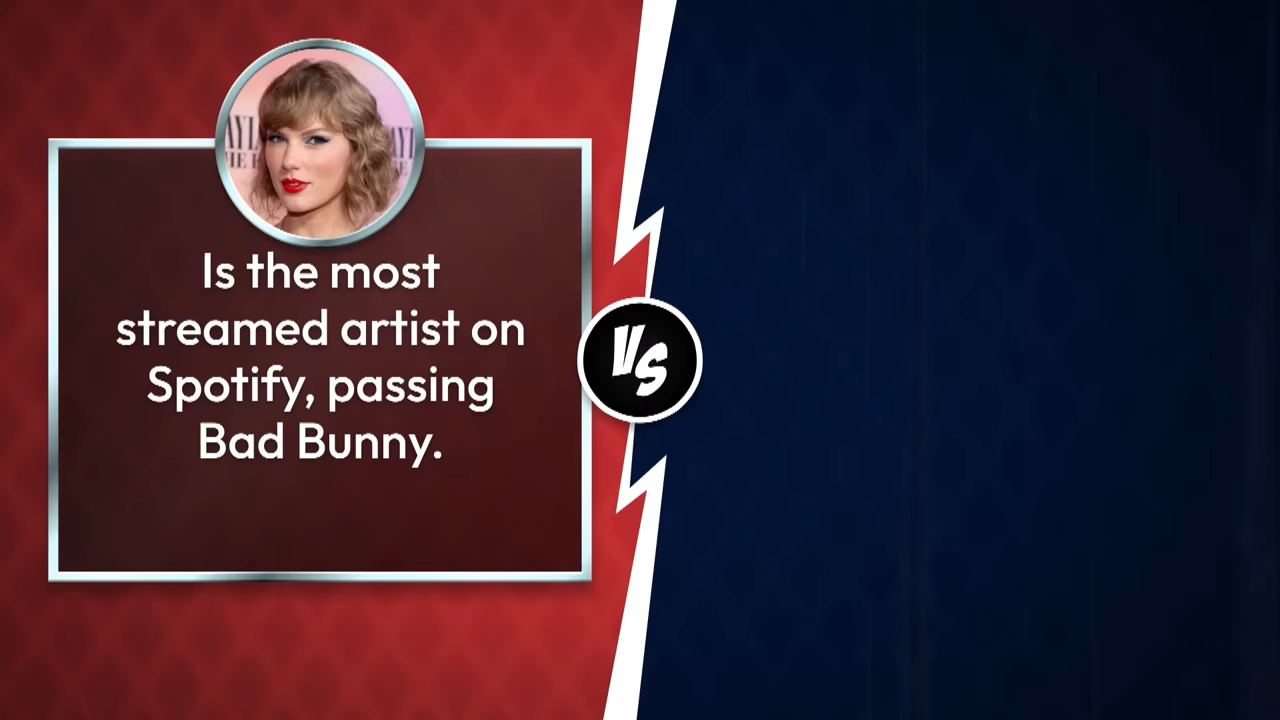 Is the most
streamed artist on
Spotify, passing
Bad Bunny.
VS